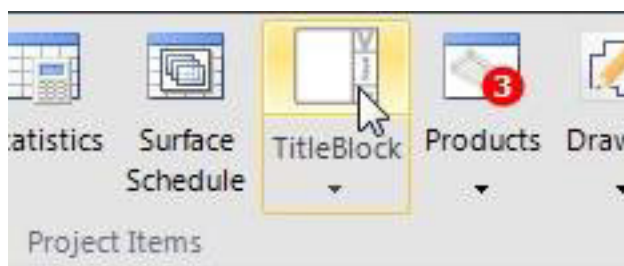 atistics
Surface
Schedule
TitleBlock
Products
3
Draw
Project Items